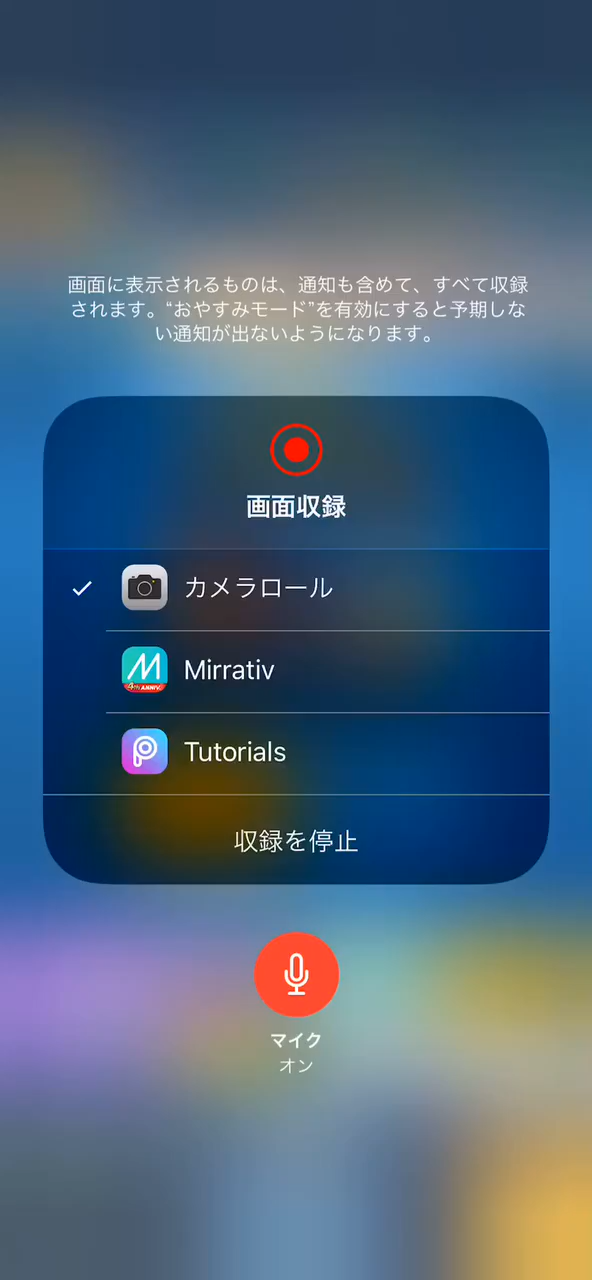 画面に表示されるものは、通知も含めて、すべて収録
されます。“おやすみモード”を有効にすると予期しな
い通知が出ないようになります。
画面収録
カメラロール
M
4th ANNIV.
Mirrativ
Tutorials
収録を停止
マイク
オン